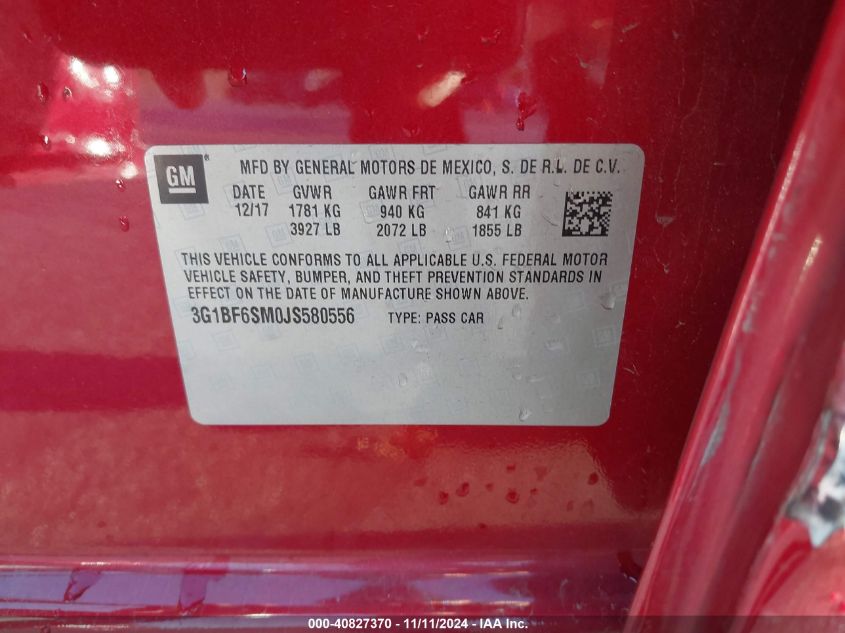 GM ®
MFD BY GENERAL MOTORS DE MEXICO, S. DE R.L. DE C.V.
DATE GVWR GAWR FRT GAWR RR
12/17 1781 KG 940 KG 841 KG
3927 LB 2072 LB 1855 LB
THIS VEHICLE CONFORMS TO ALL APPLICABLE U.S. FEDERAL MOTOR
VEHICLE SAFETY, BUMPER, AND THEFT PREVENTION STANDARDS IN
EFFECT ON THE DATE OF MANUFACTURE SHOWN ABOVE.
3G1BF6SM0JS580556 TYPE: PASS CAR
000-40827370 - 11/11/2024 - IAA Inc.